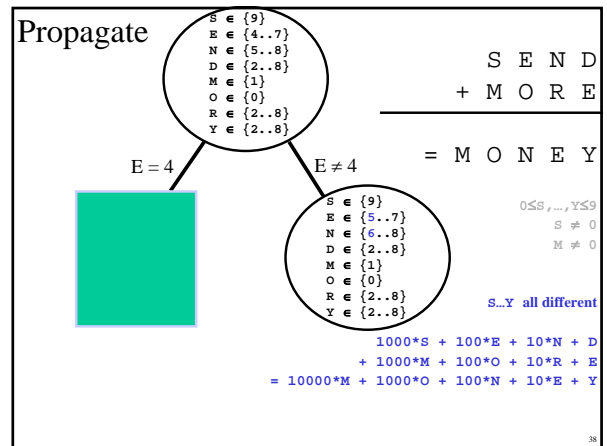 Propagate
S ∈ {9}
E ∈ {4..7}
N ∈ {5..8}
D ∈ {2..8}
M ∈ {1}
O ∈ {0}
R ∈ {2..8}
Y ∈ {2..8}
S E N D
+ M O R E
= M O N E Y
E = 4
E ≠ 4
S ∈ {9}
E ∈ {5..7}
N ∈ {6..8}
D ∈ {2..8}
M ∈ {1}
O ∈ {0}
R ∈ {2..8}
Y ∈ {2..8}
0≤S,…,Y≤9
S ≠ 0
M ≠ 0
S…Y all different
1000*S + 100*E + 10*N + D
+ 1000*M + 100*O + 10*R + E
= 10000*M + 1000*O + 100*N + 10*E + Y
38